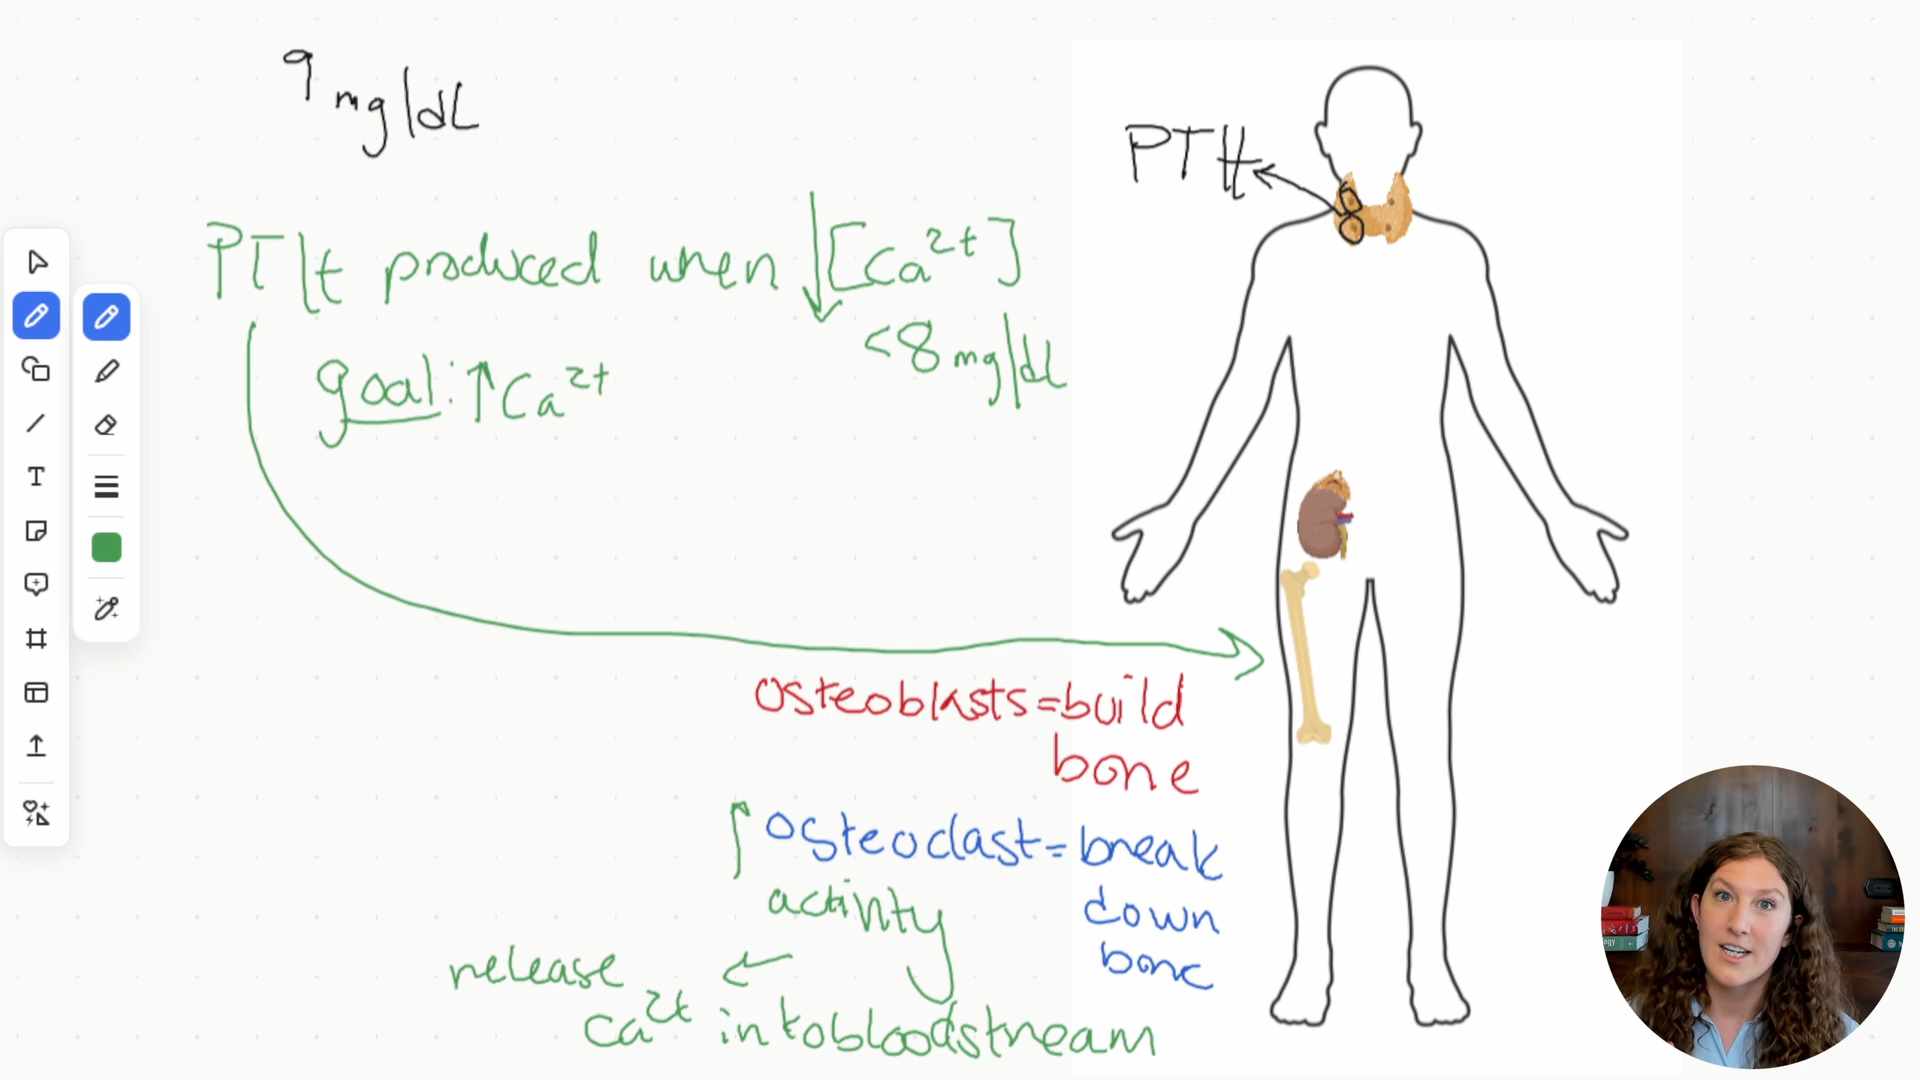 9 mg/dL
PTH
PTH produced when ↓[Ca²⁺]
<8 mg/dL
goal: ↑Ca²⁺
osteoblasts = build
bone
↑ osteoclast = break
down
bone
activity
release
Ca²⁺ into bloodstream